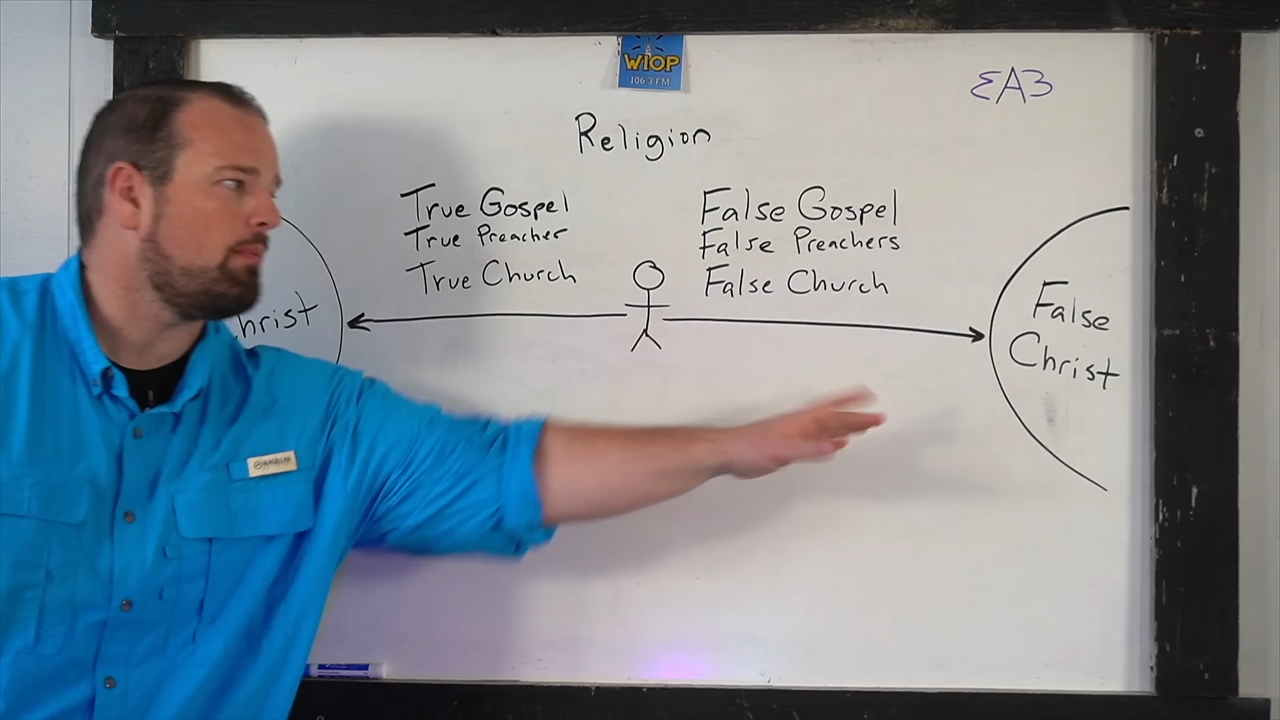 WIOP
106.3 FM
ΣA3
Religion
True Gospel
True Preacher
True Church
False Gospel
False Preachers
False Church
hrist
False
Christ